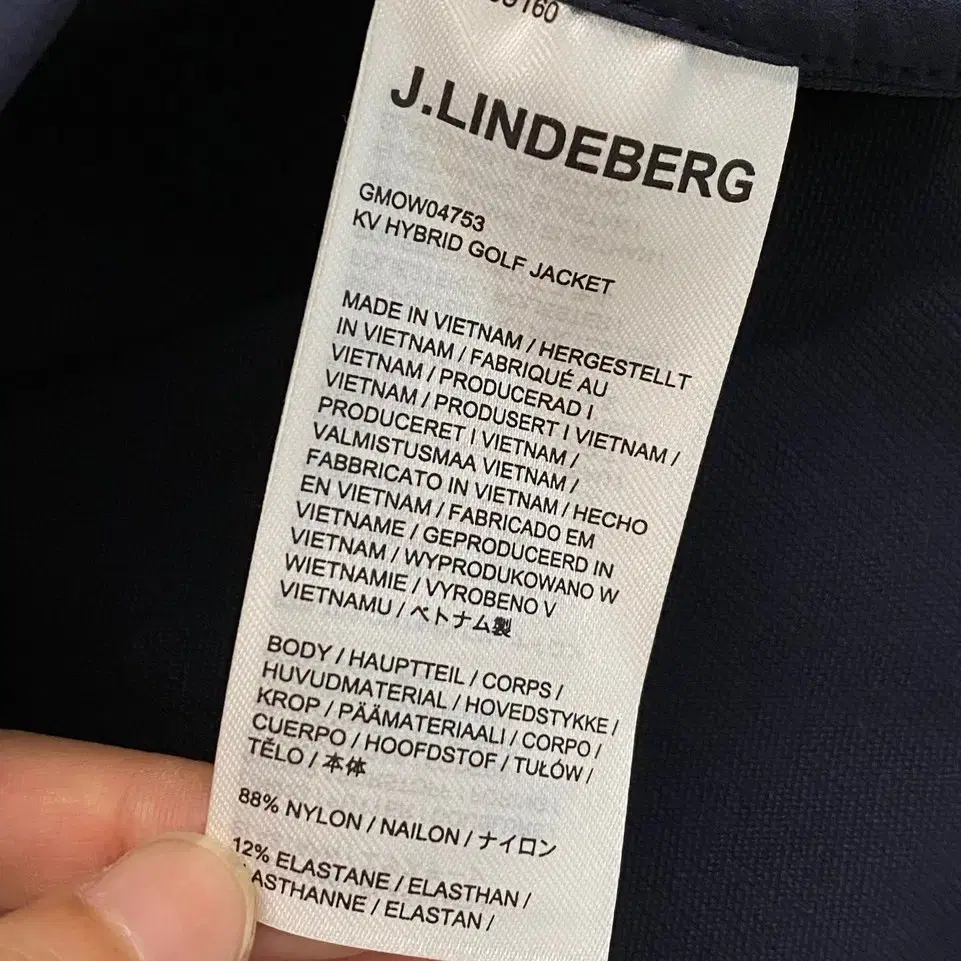 J.LINDEBERG
GMOW04753
KV HYBRID GOLF JACKET
MADE IN VIETNAM / HERGESTELLT
IN VIETNAM / FABRIQUÉ AU
VIETNAM / PRODUCERAD I
VIETNAM / PRODUSERT I VIETNAM /
PRODUCERET I VIETNAM /
VALMISTUSMAA VIETNAM /
FABBRICATO IN VIETNAM / HECHO
EN VIETNAM / FABRICADO EM
VIETNAME / GEPRODUCEERD IN
VIETNAM / WYPRODUKOWANO W
WIETNAMIE / VYROBENO V
VIETNAMU / ベトナム製
BODY / HAUPTTEIL / CORPS /
HUVUDMATERIAL / HOVEDSTYKKE /
KROP / PÄÄMATERIAALI / CORPO /
CUERPO / HOOFDSTOF / TUŁÓW /
TĚLO / 本体
88% NYLON / NAILON / ナイロン
12% ELASTANE / ELASTHAN /
/ ELASTAN /